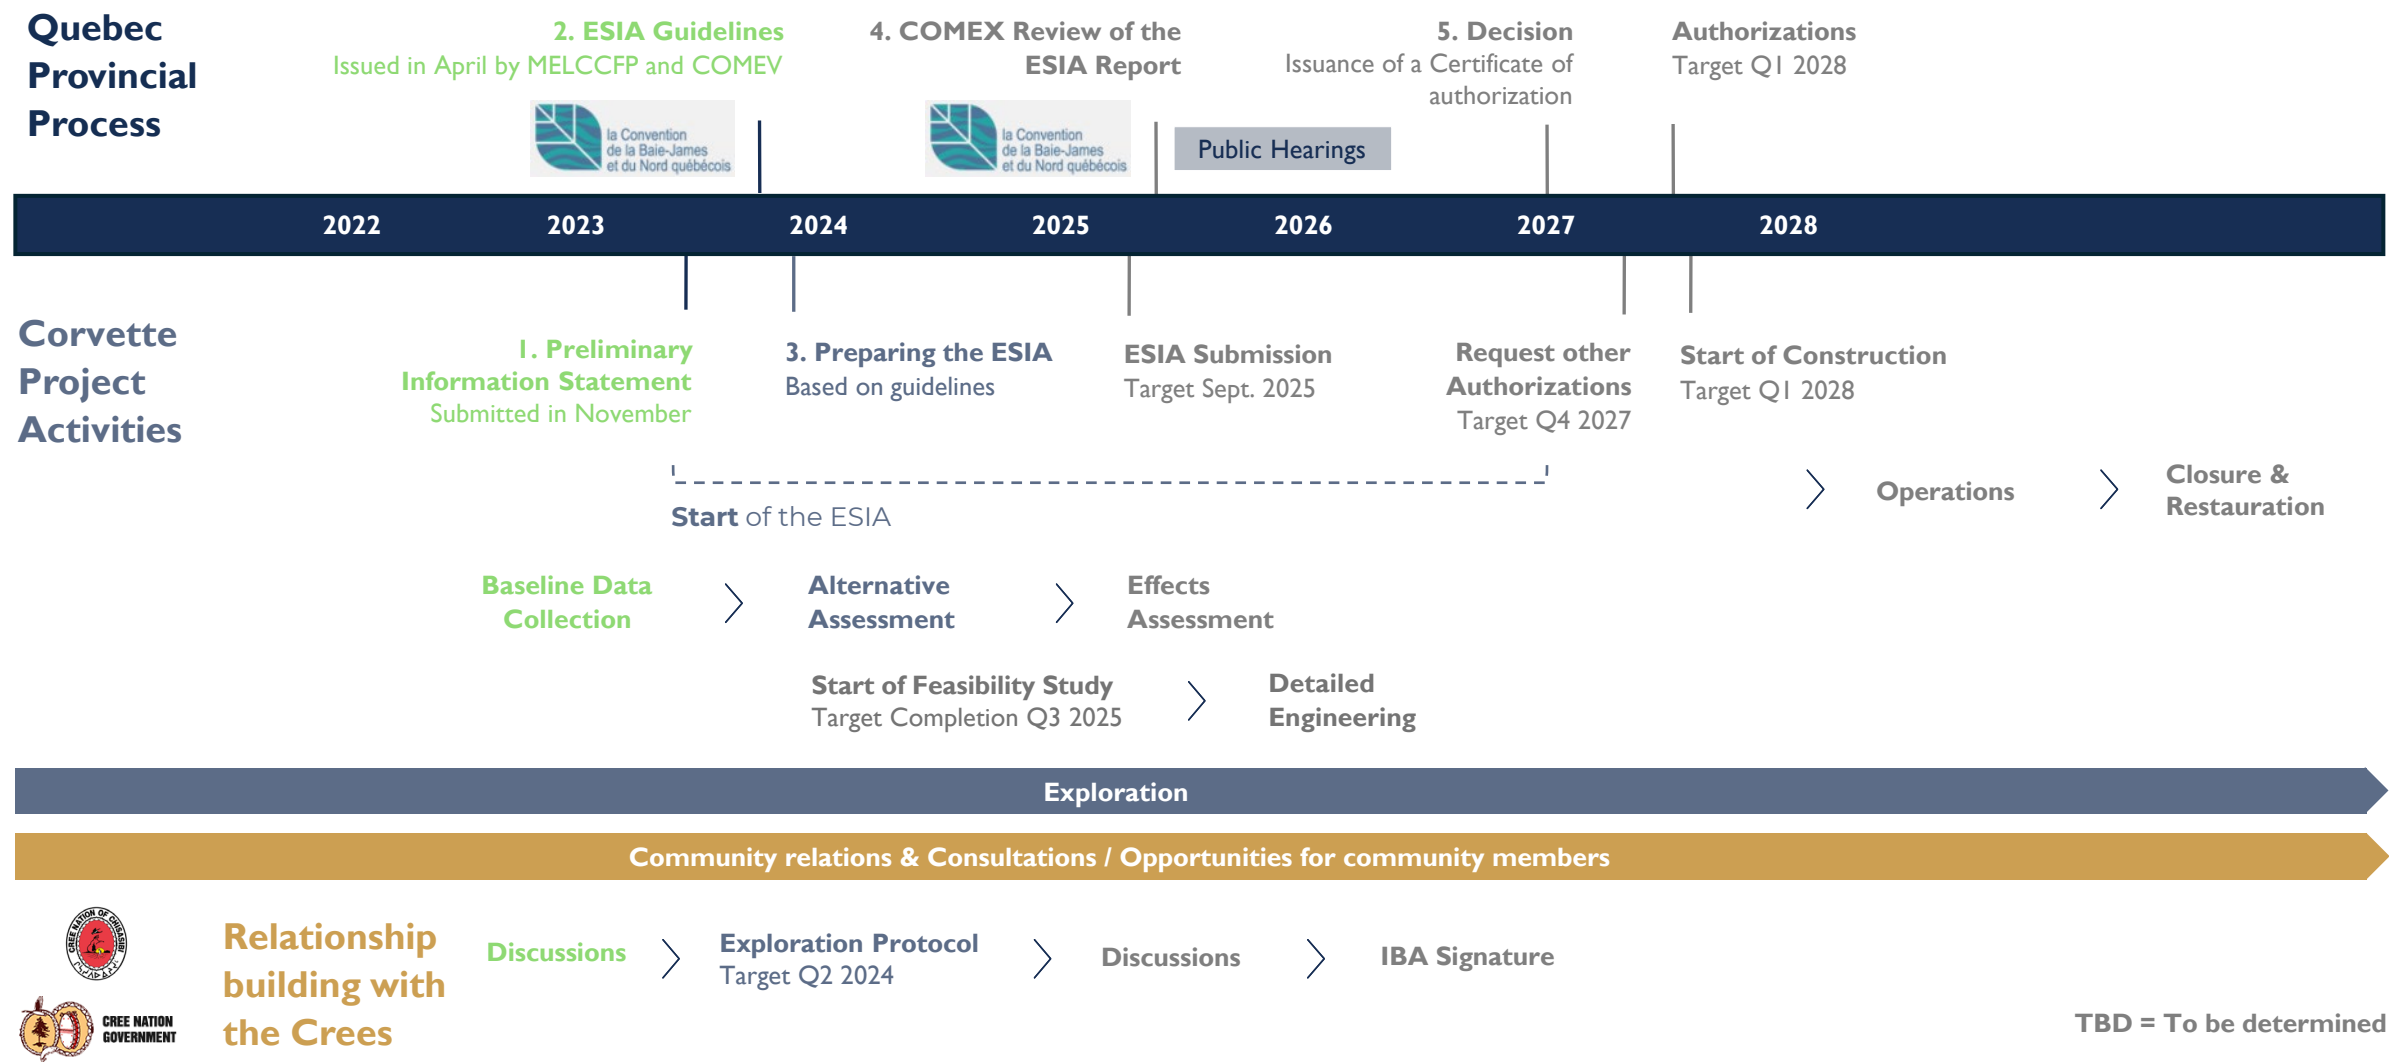 Quebec
Provincial
Process
2. ESIA Guidelines
Issued in April by MELCCFP and COMEV
la Convention
de la Baie-James
et du Nord québécois
4. COMEX Review of the
ESIA Report
la Convention
de la Baie-James
et du Nord québécois
Public Hearings
5. Decision
Issuance of a Certificate of
authorization
Authorizations
Target Q1 2028
2022 2023 2024 2025 2026 2027 2028
Corvette
Project
Activities
1. Preliminary
Information Statement
Submitted in November
3. Preparing the ESIA
Based on guidelines
ESIA Submission
Target Sept. 2025
Request other
Authorizations
Target Q4 2027
Start of Construction
Target Q1 2028
Start of the ESIA
Operations
Closure &
Restauration
Baseline Data
Collection
Alternative
Assessment
Effects
Assessment
Start of Feasibility Study
Target Completion Q3 2025
Detailed
Engineering
Exploration
Community relations & Consultations / Opportunities for community members
CREE NATION OF CHISASIBI
CREE NATION
GOVERNMENT
Relationship
building with
the Crees
Discussions
Exploration Protocol
Target Q2 2024
Discussions
IBA Signature
TBD = To be determined